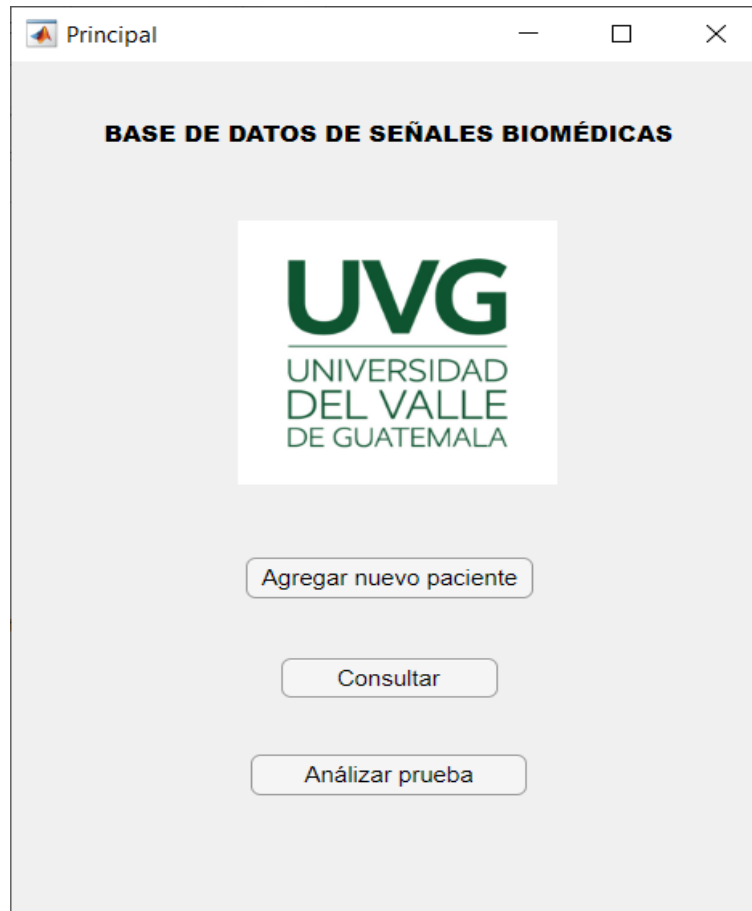 Principal
BASE DE DATOS DE SEÑALES BIOMÉDICAS
UVG
UNIVERSIDAD
DEL VALLE
DE GUATEMALA
Agregar nuevo paciente
Consultar
Análizar prueba